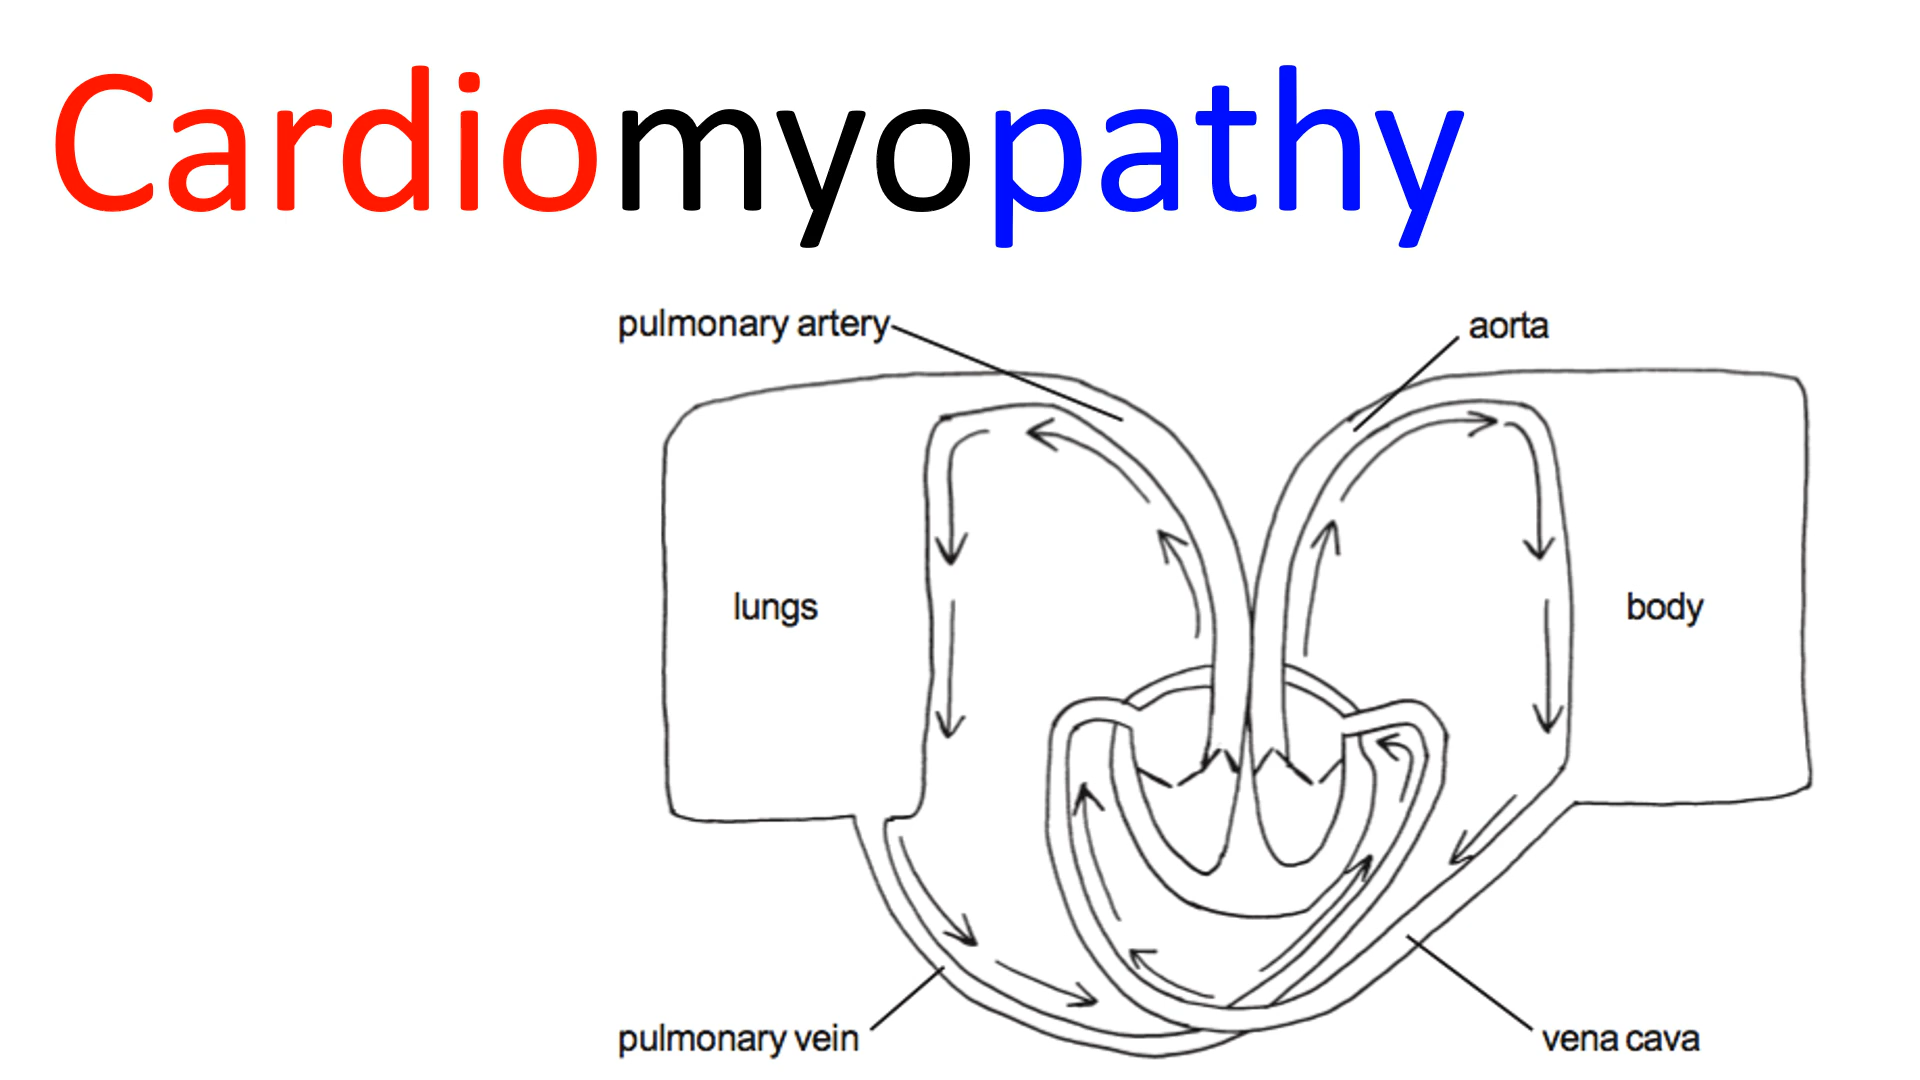 Cardiomyopathy
pulmonary artery
aorta
lungs
body
pulmonary vein
vena cava